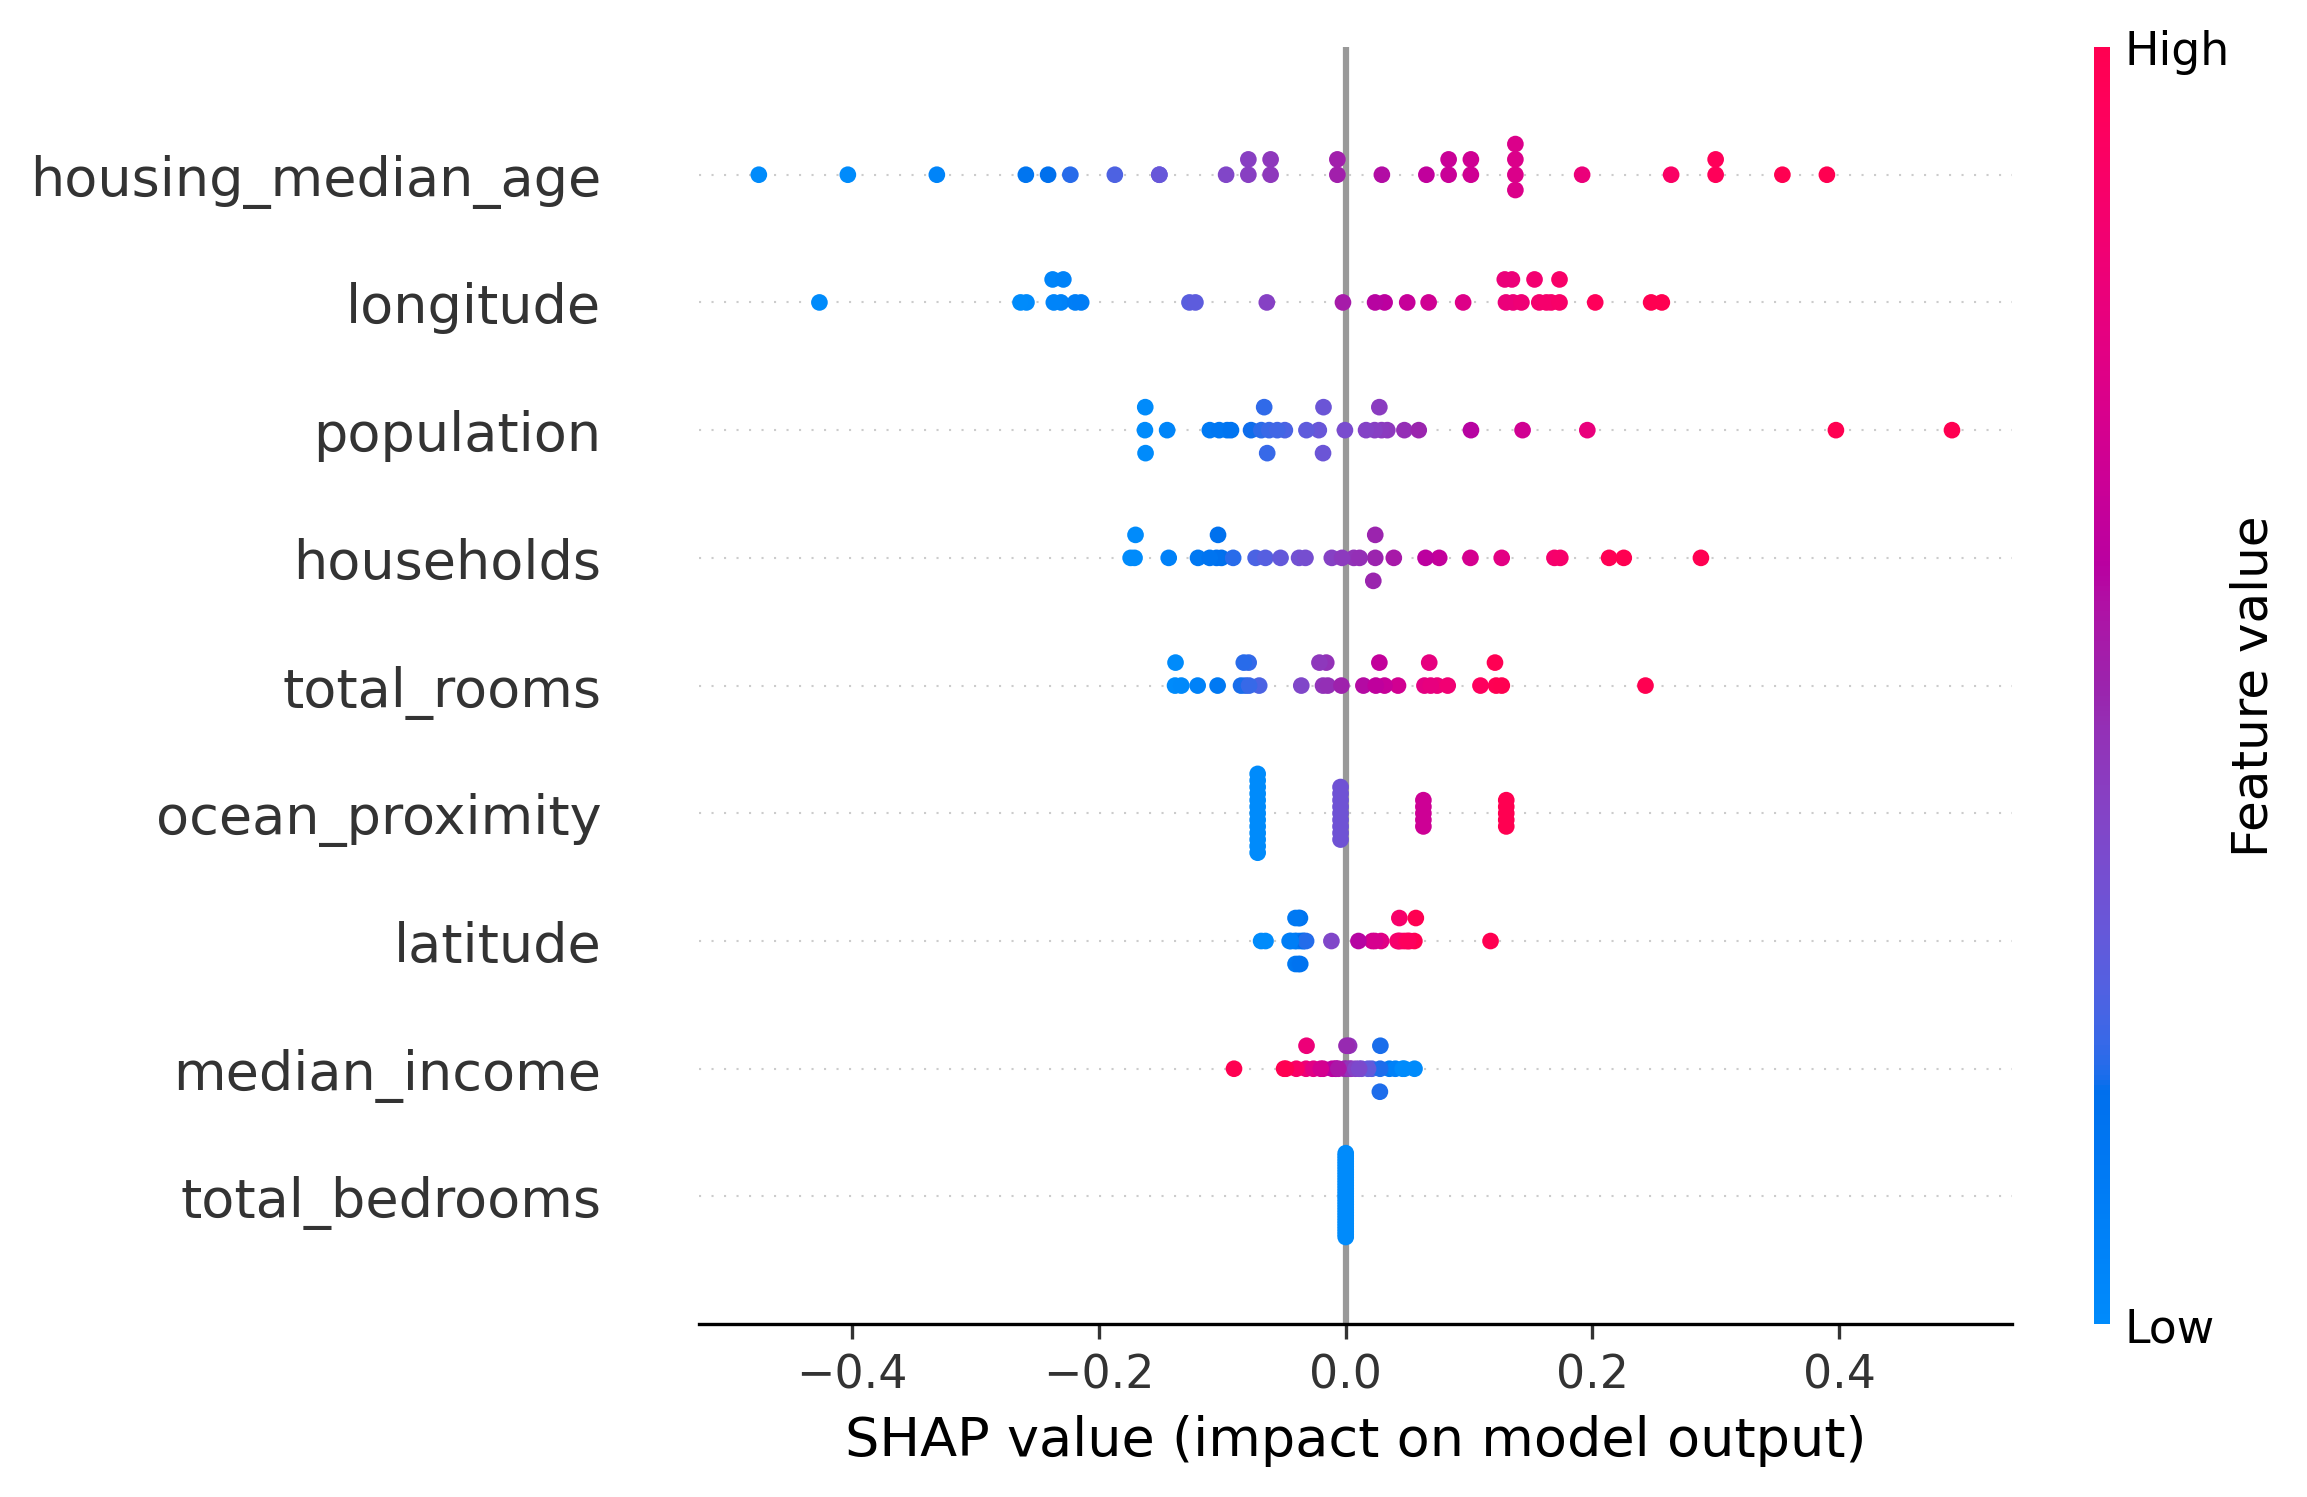 High
housing_median_age
longitude
population
households
total_rooms
ocean_proximity
latitude
median_income
total_bedrooms
Feature value
Low
−0.4 −0.2 0.0 0.2 0.4
SHAP value (impact on model output)